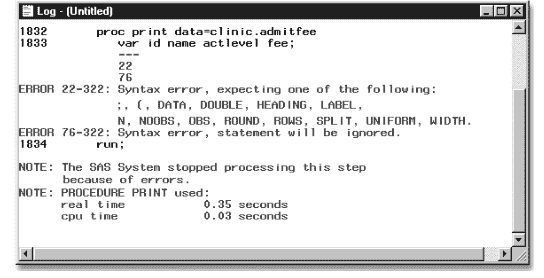 Log - (Untitled)
1832 proc print data=clinic.admitfee
1833 var id name actlevel fee;
---
22
76
ERROR 22-322: Syntax error, expecting one of the following:
;, (, DATA, DOUBLE, HEADING, LABEL,
N, NOOBS, OBS, ROUND, ROWS, SPLIT, UNIFORM, WIDTH.
ERROR 76-322: Syntax error, statement will be ignored.
1834 run;
NOTE: The SAS System stopped processing this step
because of errors.
NOTE: PROCEDURE PRINT used:
real time 0.35 seconds
cpu time 0.03 seconds